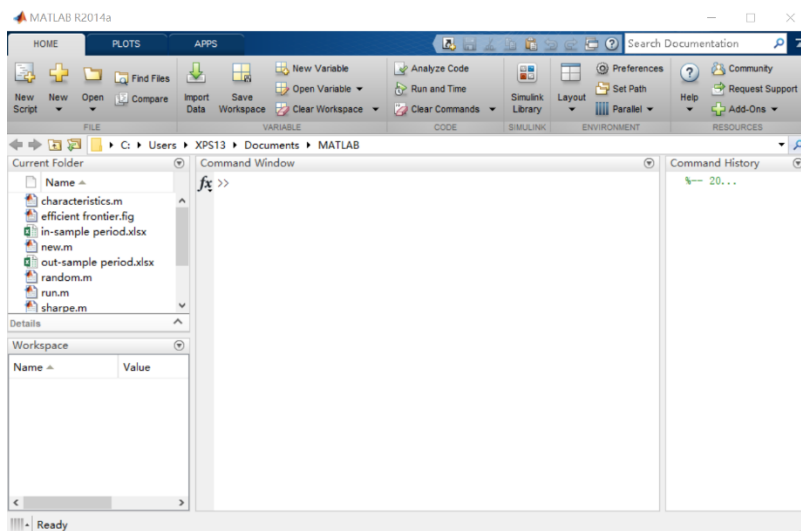 MATLAB R2014a
HOME PLOTS APPS Search Documentation
New Script New Open Find Files Compare Import Data Save Workspace New Variable Open Variable Clear Workspace Analyze Code Run and Time Clear Commands Simulink Library Layout Preferences Set Path Parallel Help Community Request Support Add-Ons
FILE VARIABLE CODE SIMULINK ENVIRONMENT RESOURCES
C: Users XPS13 Documents MATLAB
Current Folder Command Window Command History
Name fx >> %-- 20...
characteristics.m
efficient frontier.fig
in-sample period.xlsx
new.m
out-sample period.xlsx
random.m
run.m
sharpe.m
Details
Workspace
Name Value
Ready